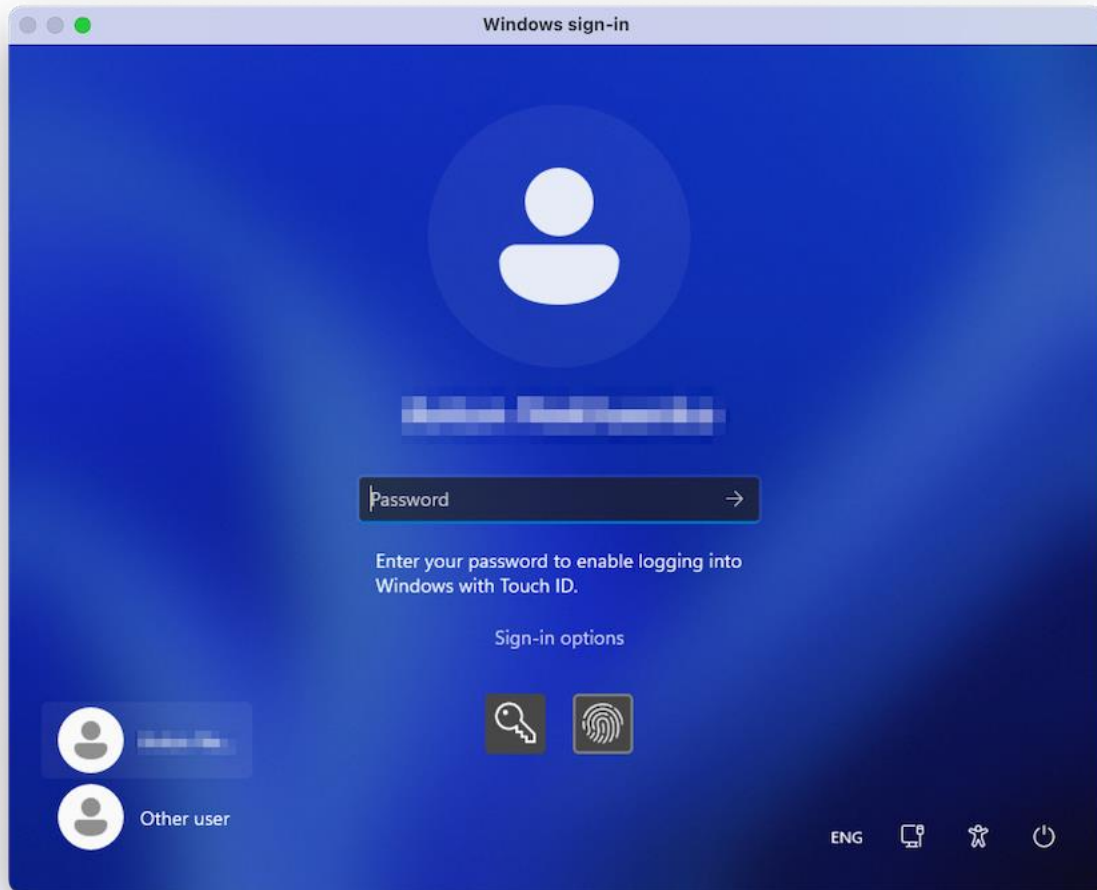 Windows sign-in
Password
Enter your password to enable logging into
Windows with Touch ID.
Sign-in options
Other user
ENG